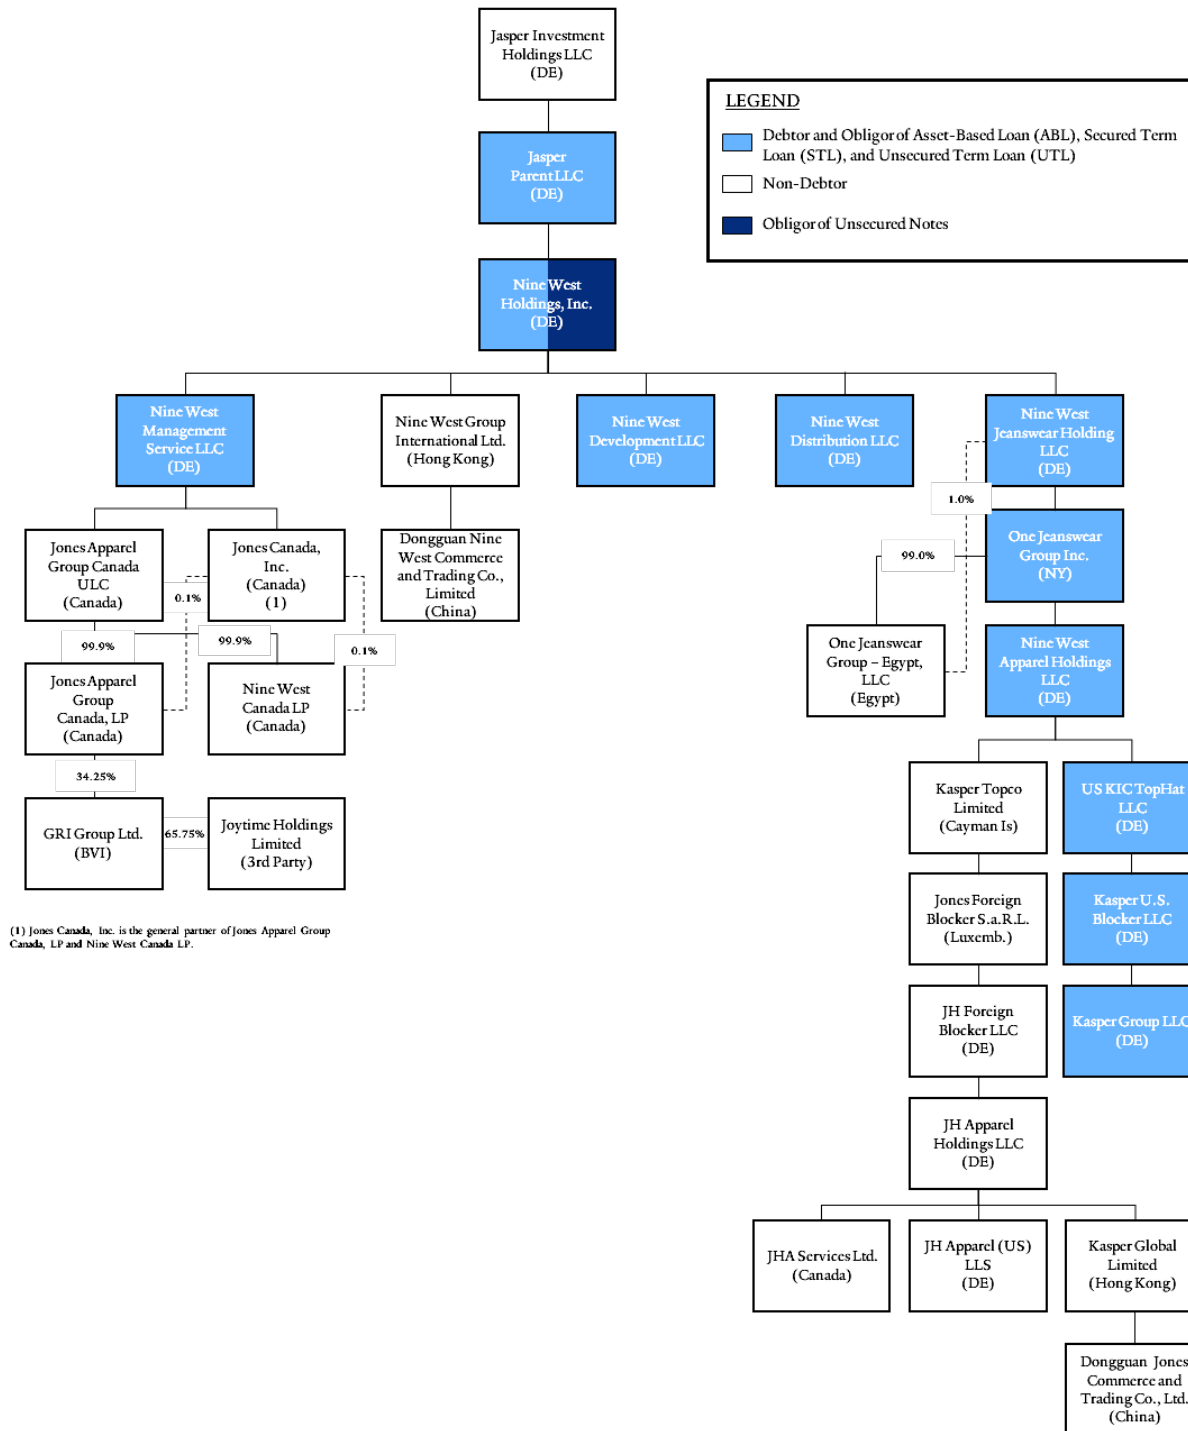 Jasper Investment
Holdings LLC
(DE)
LEGEND
Debtor and Obligor of Asset-Based Loan (ABL), Secured Term
Loan (STL), and Unsecured Term Loan (UTL)
Non-Debtor
Obligor of Unsecured Notes
Jasper
Parent LLC
(DE)
Nine West
Holdings, Inc.
(DE)
Nine West
Management
Service LLC
(DE)
Nine West Group
International Ltd.
(Hong Kong)
Nine West
Development LLC
(DE)
Nine West
Distribution LLC
(DE)
Nine West
Jeanswear Holding
LLC
(DE)
1.0%
Jones Apparel
Group Canada
ULC
(Canada)
0.1%
Jones Canada,
Inc.
(Canada)
(1)
Dongguan Nine
West Commerce
and Trading Co.,
Limited
(China)
99.0%
One Jeanswear
Group Inc.
(NY)
99.9%
99.9%
0.1%
One Jeanswear
Group – Egypt,
LLC
(Egypt)
Nine West
Apparel Holdings
LLC
(DE)
Jones Apparel
Group
Canada, LP
(Canada)
Nine West
Canada LP
(Canada)
34.25%
Kasper Topco
Limited
(Cayman Is)
US KIC TopHat
LLC
(DE)
GRI Group Ltd.
(BVI)
65.75%
Joytime Holdings
Limited
(3rd Party)
Jones Foreign
Blocker S.a.R.L.
(Luxemb.)
Kasper U.S.
Blocker LLC
(DE)
(1) Jones Canada, Inc. is the general partner of Jones Apparel Group
Canada, LP and Nine West Canada LP.
JH Foreign
Blocker LLC
(DE)
Kasper Group LLC
(DE)
JH Apparel
Holdings LLC
(DE)
JHA Services Ltd.
(Canada)
JH Apparel (US)
LLS
(DE)
Kasper Global
Limited
(Hong Kong)
Dongguan Jones
Commerce and
Trading Co., Ltd.
(China)